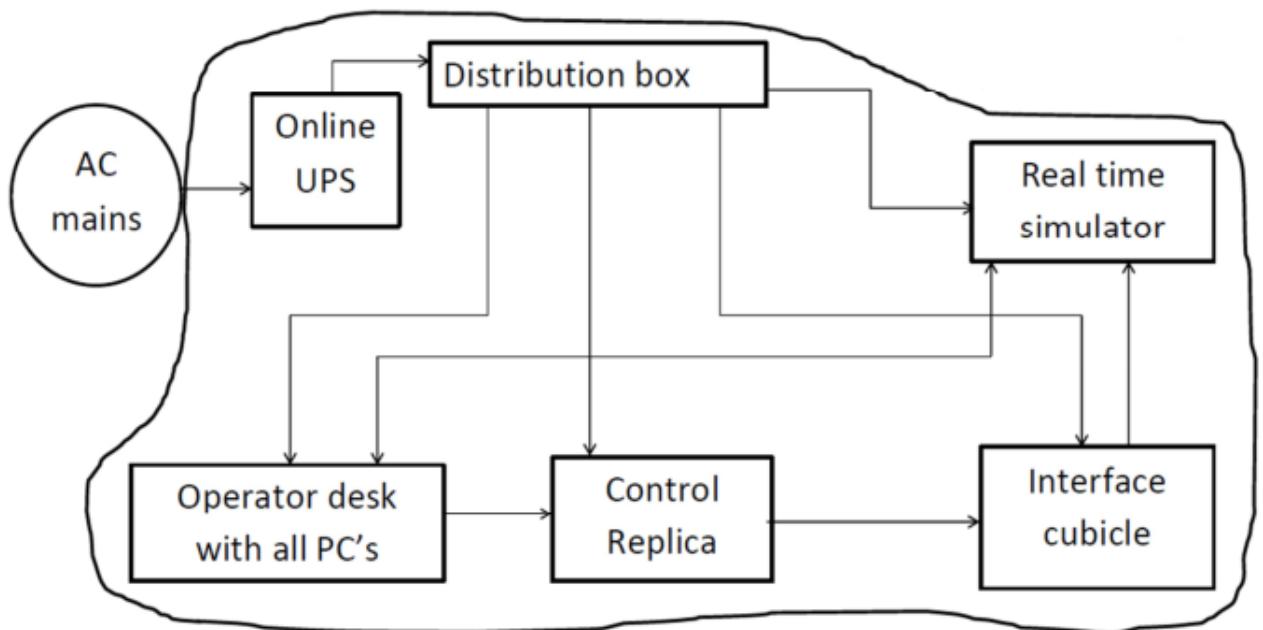 Distribution box
Online
UPS
AC
mains
Real time
simulator
Operator desk
with all PC’s
Control
Replica
Interface
cubicle